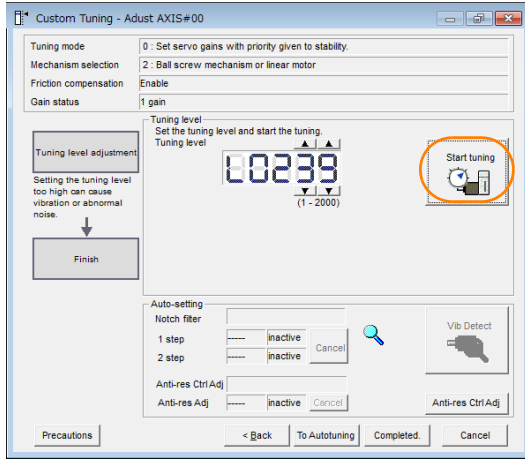 Custom Tuning - Adust AXIS#00
Tuning mode 0 : Set servo gains with priority given to stability.
Mechanism selection 2 : Ball screw mechanism or linear motor
Friction compensation Enable
Gain status 1 gain
Tuning level
Set the tuning level and start the tuning.
Tuning level
L0239
(1 - 2000)
Start tuning
Tuning level adjustment
Setting the tuning level
too high can cause
vibration or abnormal
noise.
Finish
Auto-setting
Notch filter
1 step ----- inactive
2 step ----- inactive
Cancel
Vib Detect
Anti-res Ctrl Adj
Anti-res Adj ----- inactive Cancel
Anti-res Ctrl Adj
Precautions
< Back
To Autotuning
Completed.
Cancel